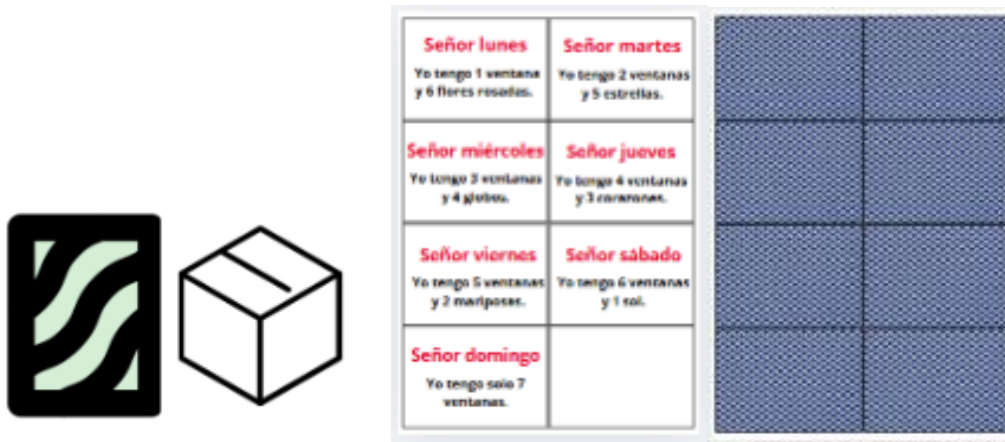 Señor lunes
Yo tengo 1 ventana
y 6 flores rosadas.
Señor martes
Yo tengo 2 ventanas
y 5 estrellas.
Señor miércoles
Yo tengo 3 ventanas
y 4 globos.
Señor jueves
Yo tengo 4 ventanas
y 3 corazones.
Señor viernes
Yo tengo 5 ventanas
y 2 mariposas.
Señor sábado
Yo tengo 6 ventanas
y 1 sol.
Señor domingo
Yo tengo solo 7
ventanas.